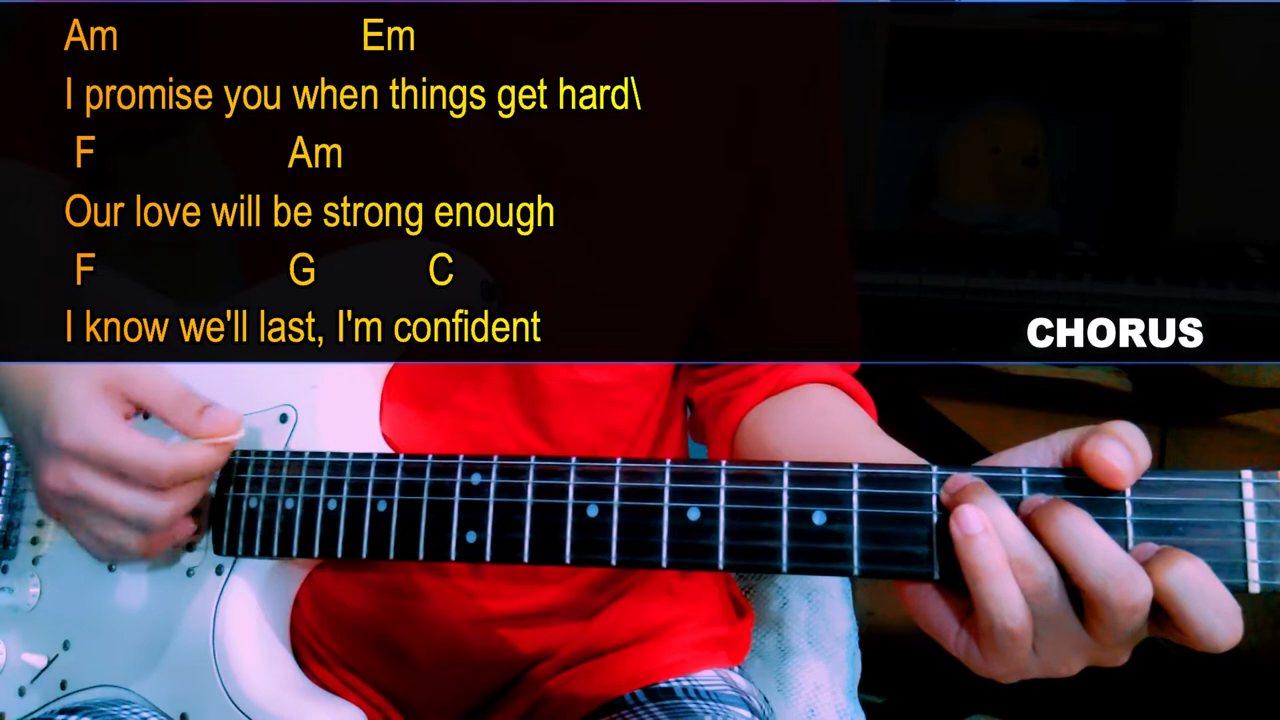 Am Em
I promise you when things get hard\
F Am
Our love will be strong enough
F G C
I know we'll last, I'm confident
CHORUS